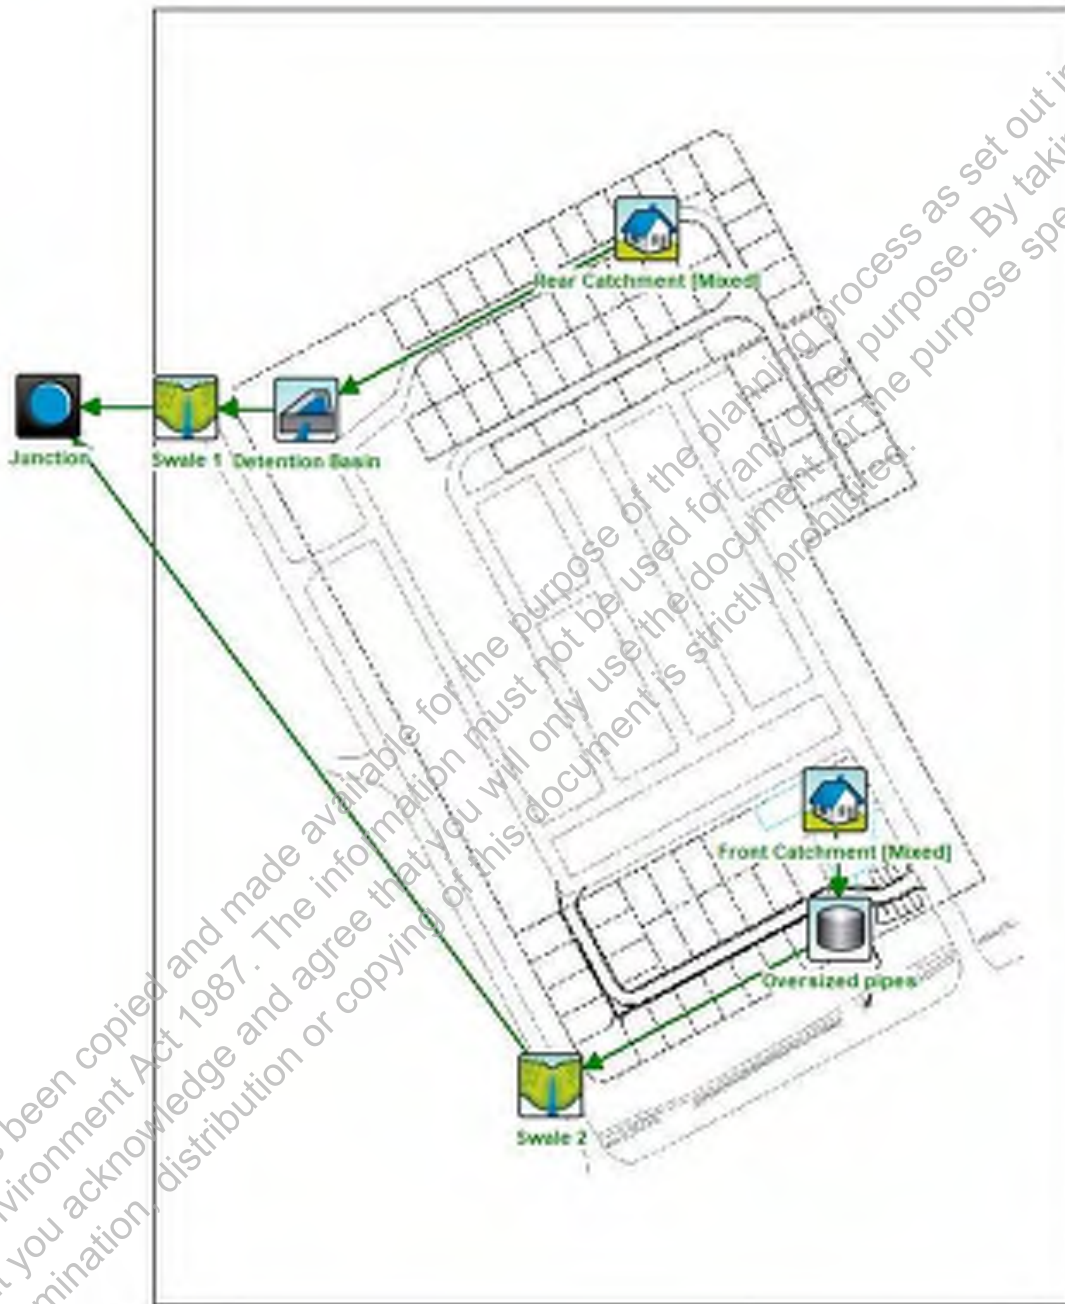 Rear Catchment [Mixed]
Junction
Swale 1
Detention Basin
Front Catchment [Mixed]
Oversized pipes
Swale 2
been copied and made available for the purpose of the planning process as set out in
vironment Act 1987. The information must not be used for any other purpose. By takin
you acknowledge and agree that you will only use the document for the purpose spe
mination, distribution or copying of this document is strictly prohibited.